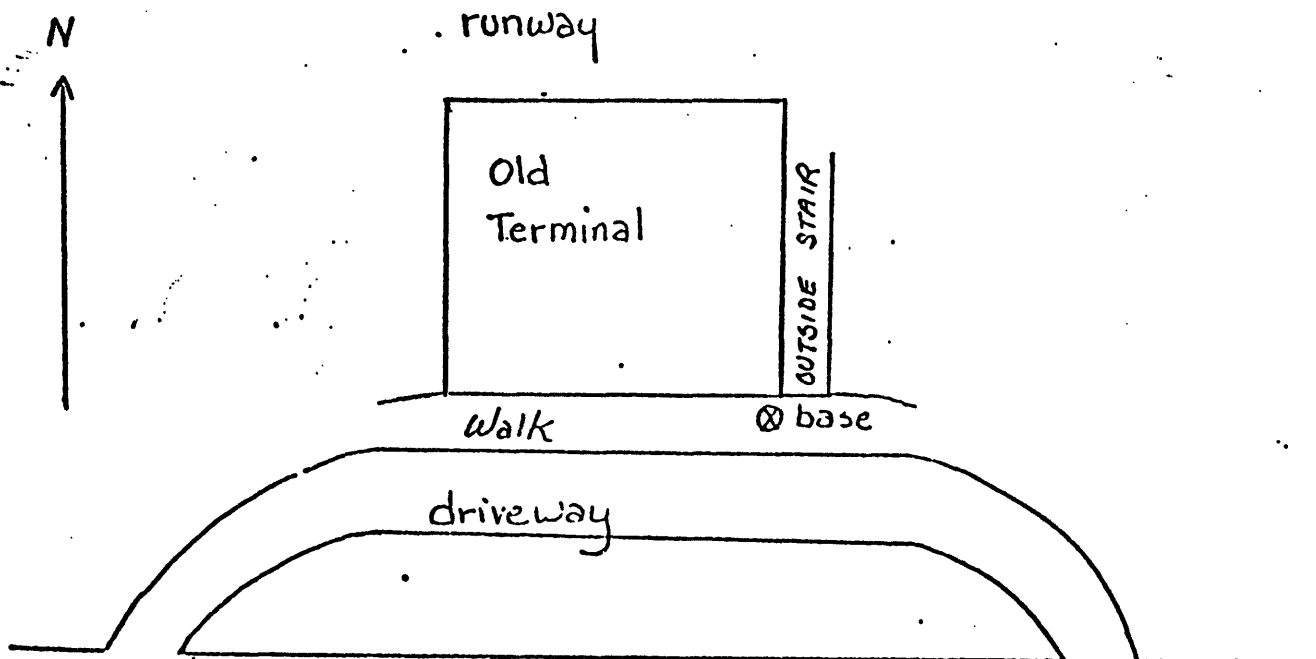 N
runway
Old
Terminal
OUTSIDE STAIR
Walk
⊗ base
driveway